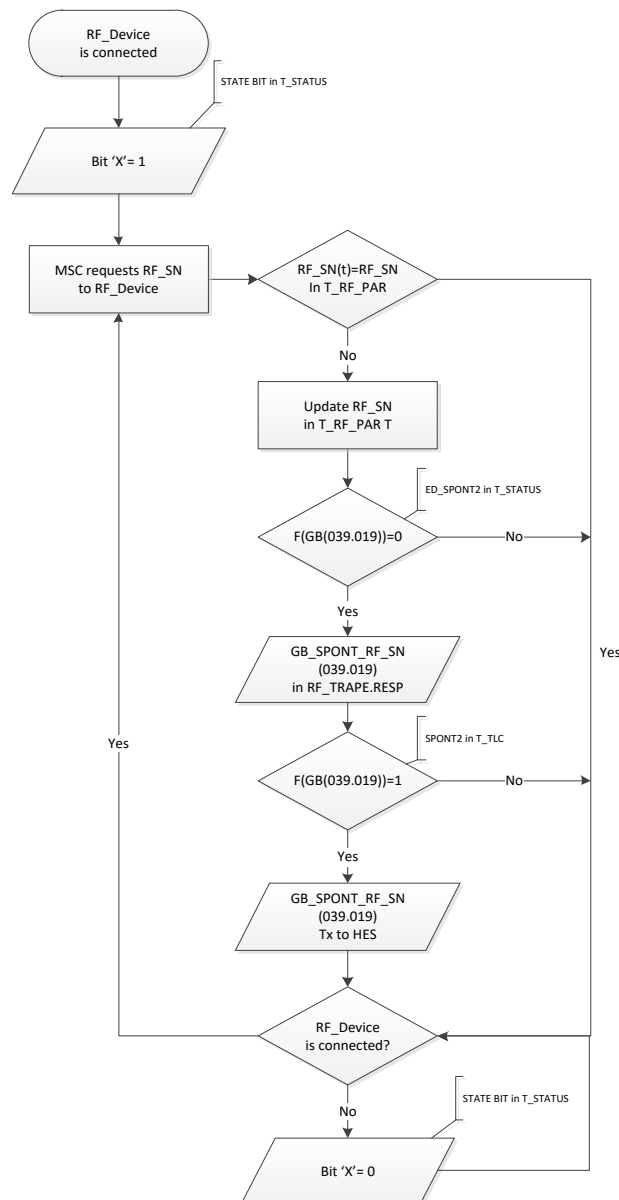 RF_Device
is connected
STATE BIT in T_STATUS
Bit ‘X’= 1
MSC requests RF_SN
to RF_Device
RF_SN(t)=RF_SN
In T_RF_PAR
No
Update RF_SN
in T_RF_PAR T
ED_SPONT2 in T_STATUS
F(GB(039.019))=0
No
Yes
GB_SPONT_RF_SN
(039.019)
in RF_TRAPE.RESP
Yes
SPONT2 in T_TLC
Yes
F(GB(039.019))=1
No
Yes
GB_SPONT_RF_SN
(039.019)
Tx to HES
RF_Device
is connected?
No
STATE BIT in T_STATUS
Bit ‘X’= 0